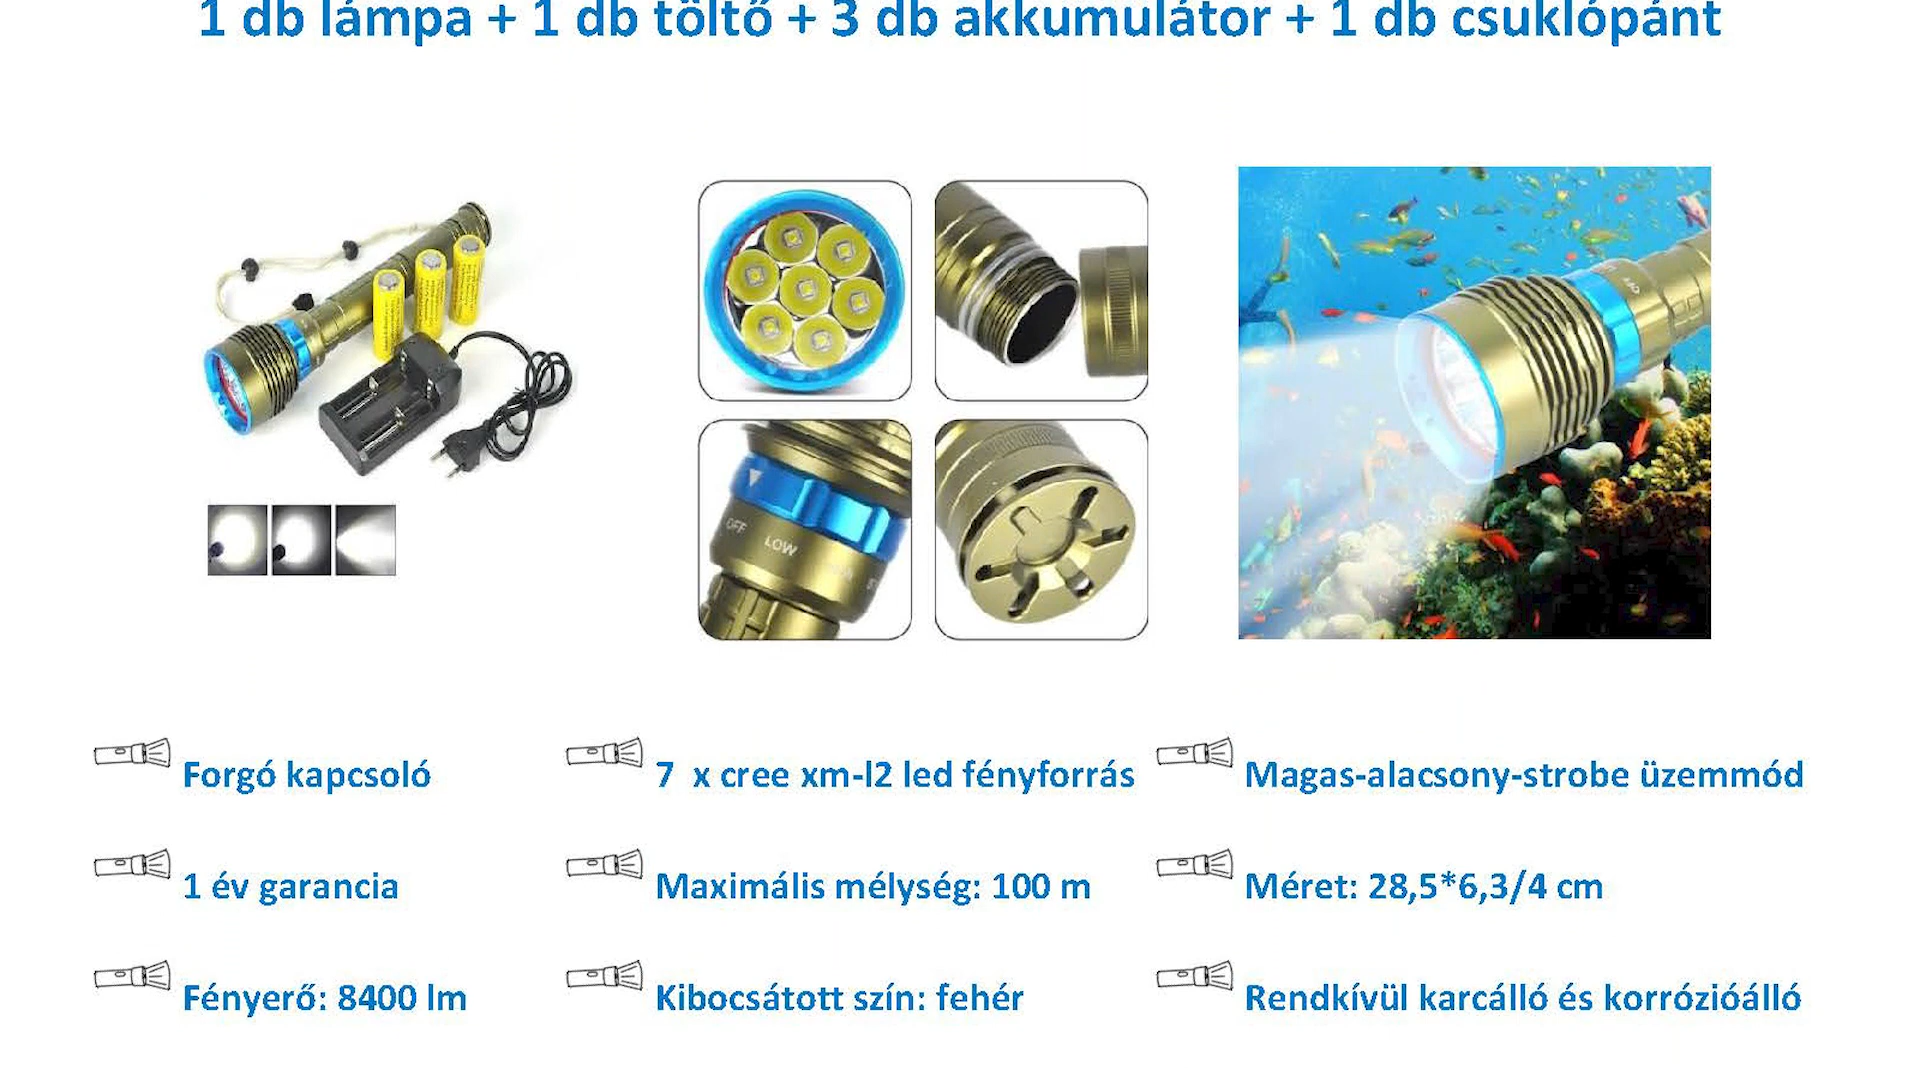 1 db lámpa + 1 db töltő + 3 db akkumulátor + 1 db csuklópánt
OFF
LOW
Forgó kapcsoló
7 x cree xm-l2 led fényforrás
Magas-alacsony-strobe üzemmód
1 év garancia
Maximális mélység: 100 m
Méret: 28,5*6,3/4 cm
Fényerő: 8400 lm
Kibocsátott szín: fehér
Rendkívül karcálló és korrózióálló